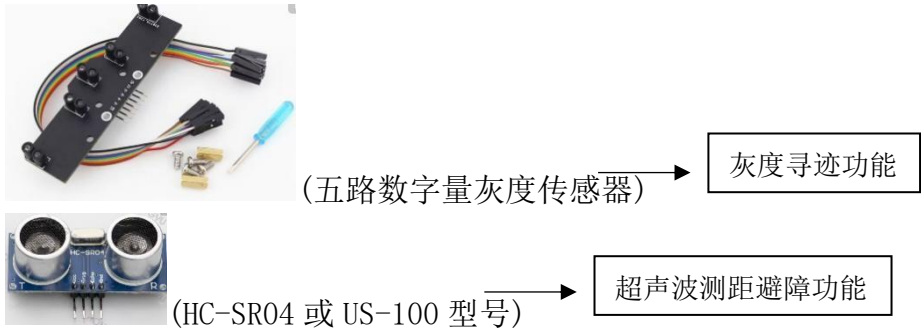 (五路数字量灰度传感器)
灰度寻迹功能
HC-SR04
T
R
(HC-SR04 或 US-100 型号)
超声波测距避障功能